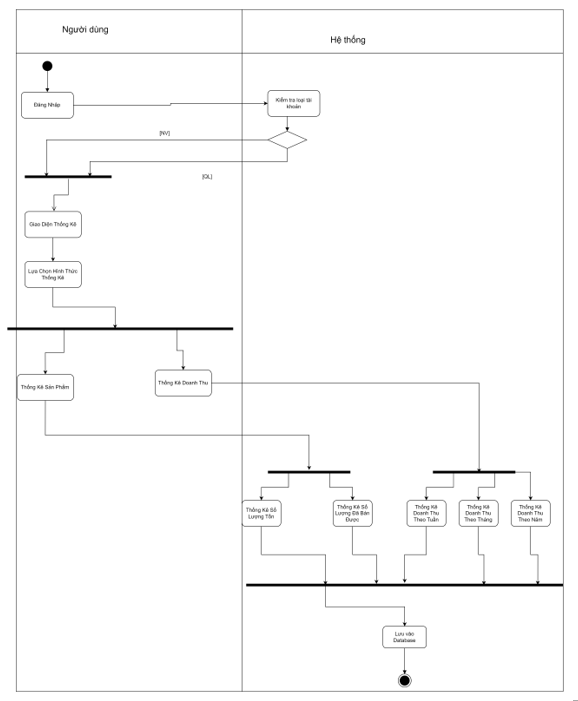 Người dùng
Hệ thống
Đăng Nhập
Kiểm tra loại tài
khoản
[NV]
[QL]
Giao Diện Thống Kê
Lựa Chọn Hình Thức
Thống Kê
Thống Kê Sản Phẩm
Thống Kê Doanh Thu
Thống Kê Số
Lượng Tồn
Thống Kê Số
Lượng Đã Bán
Được
Thống Kê
Doanh Thu
Theo Tuần
Thống Kê
Doanh Thu
Theo Tháng
Thống Kê
Doanh Thu
Theo Năm
Lưu vào
Database